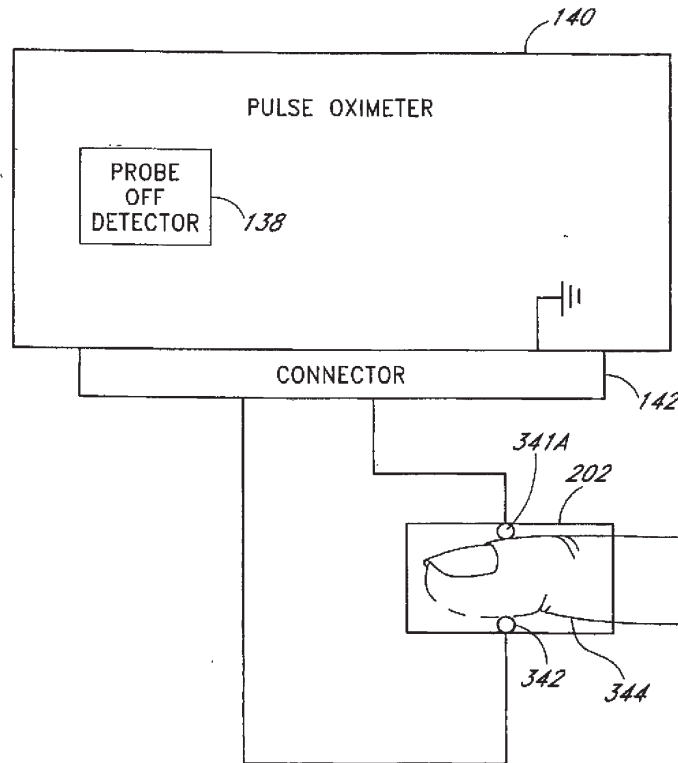 140
PULSE OXIMETER
PROBE
OFF
DETECTOR
138
CONNECTOR
142
341A
202
342
344